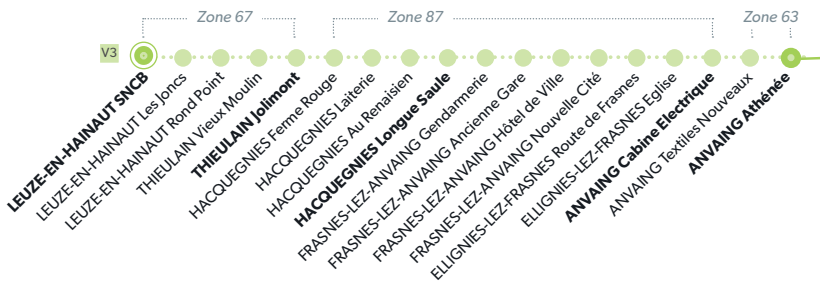 Zone 67
Zone 87
Zone 63
V3
LEUZE-EN-HAINAUT SNCB
LEUZE-EN-HAINAUT Les Joncs
LEUZE-EN-HAINAUT Rond Point
THIEULAIN Vieux Moulin
THIEULAIN Jolimont
HACQUEGNIES Ferme Rouge
HACQUEGNIES Laiterie
HACQUEGNIES Au Renaisien
HACQUEGNIES Longue Saule
FRASNES-LEZ-ANVAING Gendarmerie
FRASNES-LEZ-ANVAING Ancienne Gare
FRASNES-LEZ-ANVAING Hôtel de Ville
FRASNES-LEZ-ANVAING Nouvelle Cité
ELLIGNIES-LEZ-FRASNES Route de Frasnes
ELLIGNIES-LEZ-FRASNES Eglise
ANVAING Cabine Electrique
ANVAING Textiles Nouveaux
ANVAING Athénée